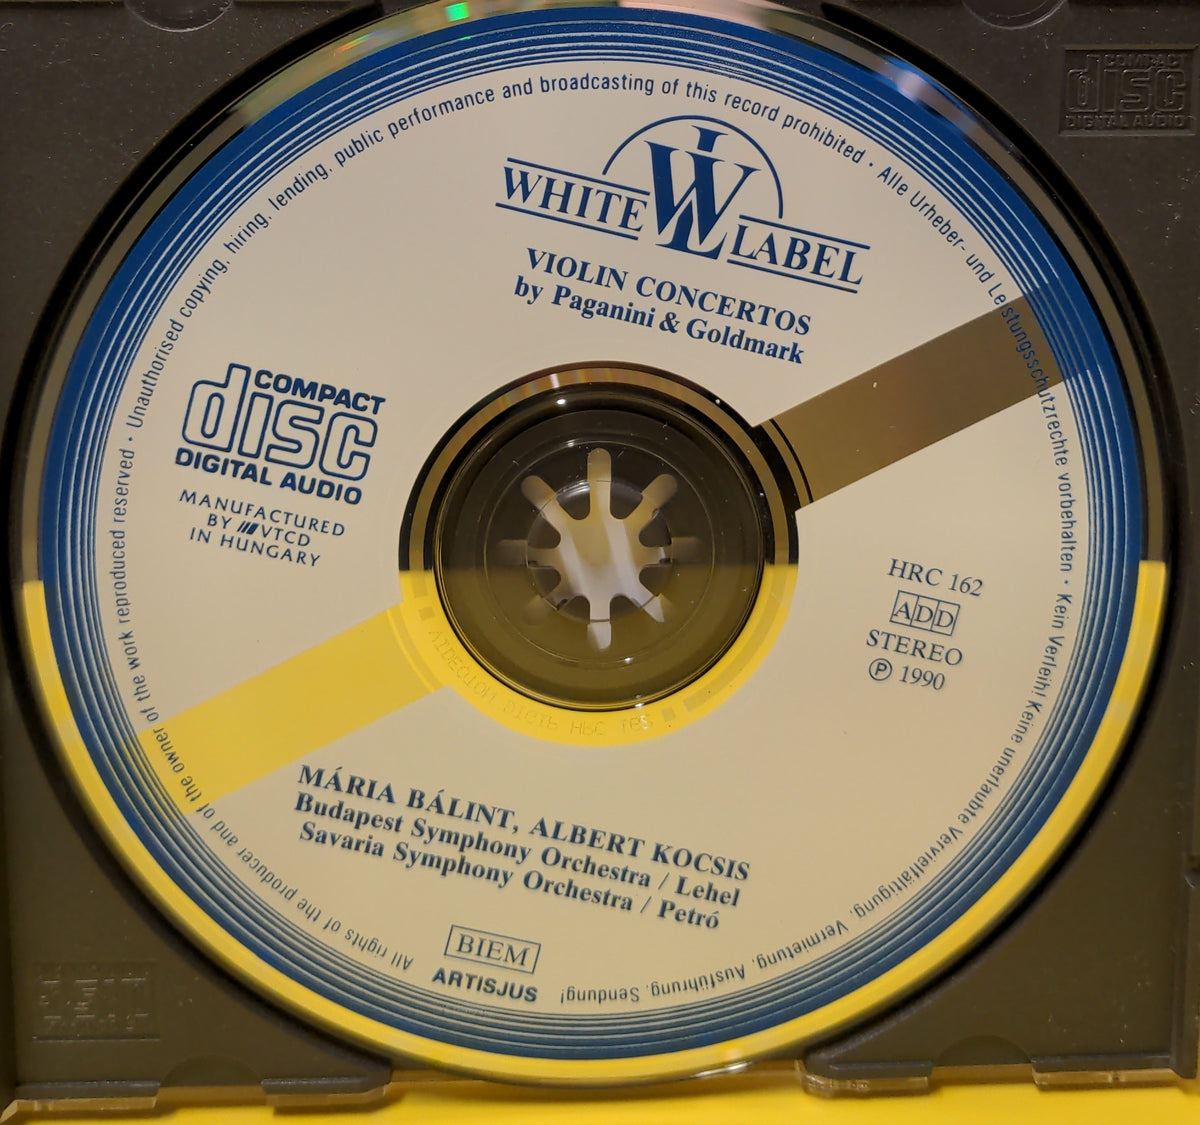 All rights of the producer and of the owner of the work reproduced reserved · Unauthorised copying, hiring, lending, public performance and broadcasting of this record prohibited · Alle Urheber- und Leistungsschutzrechte vorbehalten · Kein Verleih! Keine unerlaubte Vervielfältigung, Vermietung, Ausführung, Sendung!
WHITE WL LABEL
VIOLIN CONCERTOS
by Paganini & Goldmark
COMPACT
disc
DIGITAL AUDIO
MANUFACTURED
BY VTCD
IN HUNGARY
HRC 162
ADD
STEREO
℗ 1990
MÁRIA BÁLINT, ALBERT KOCSIS
Budapest Symphony Orchestra / Lehel
Savaria Symphony Orchestra / Petró
BIEM
ARTISJUS
COMPACT
disc
DIGITAL AUDIO